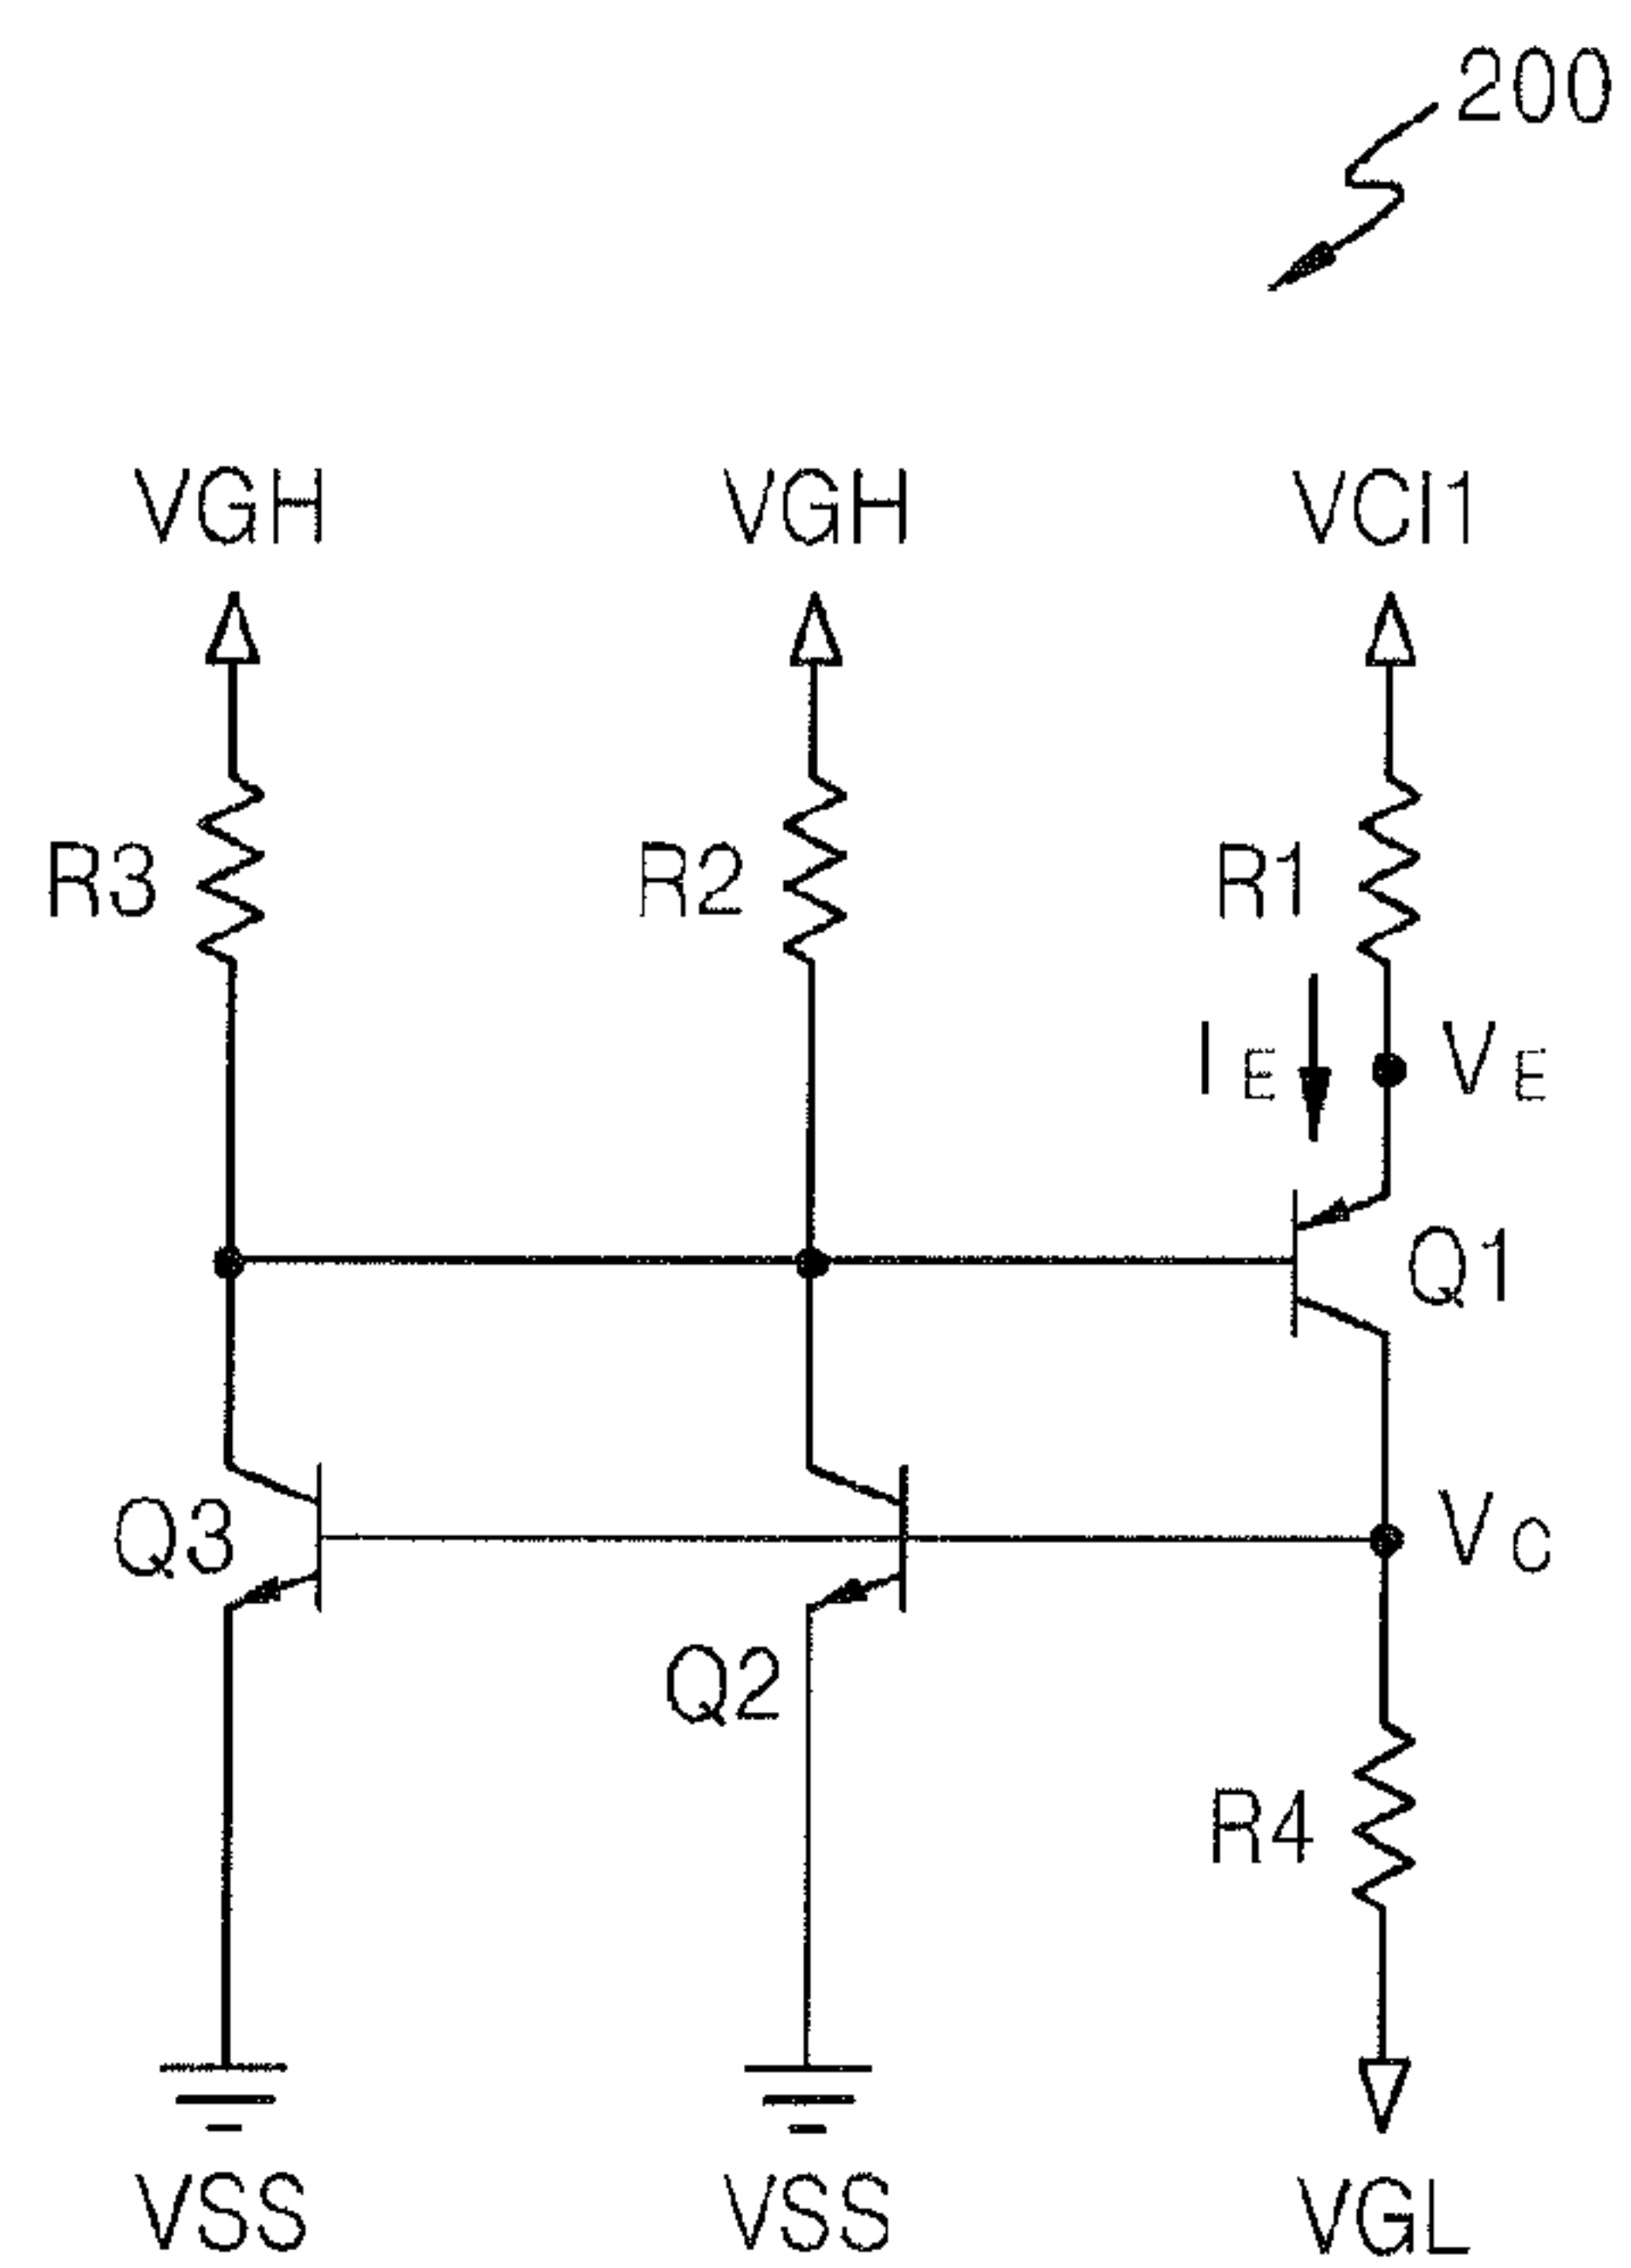 200
VGH VGH VCI1
R3 R2 R1
IE VE
Q1
Q3 VC
Q2
R4
VSS VSS VGL